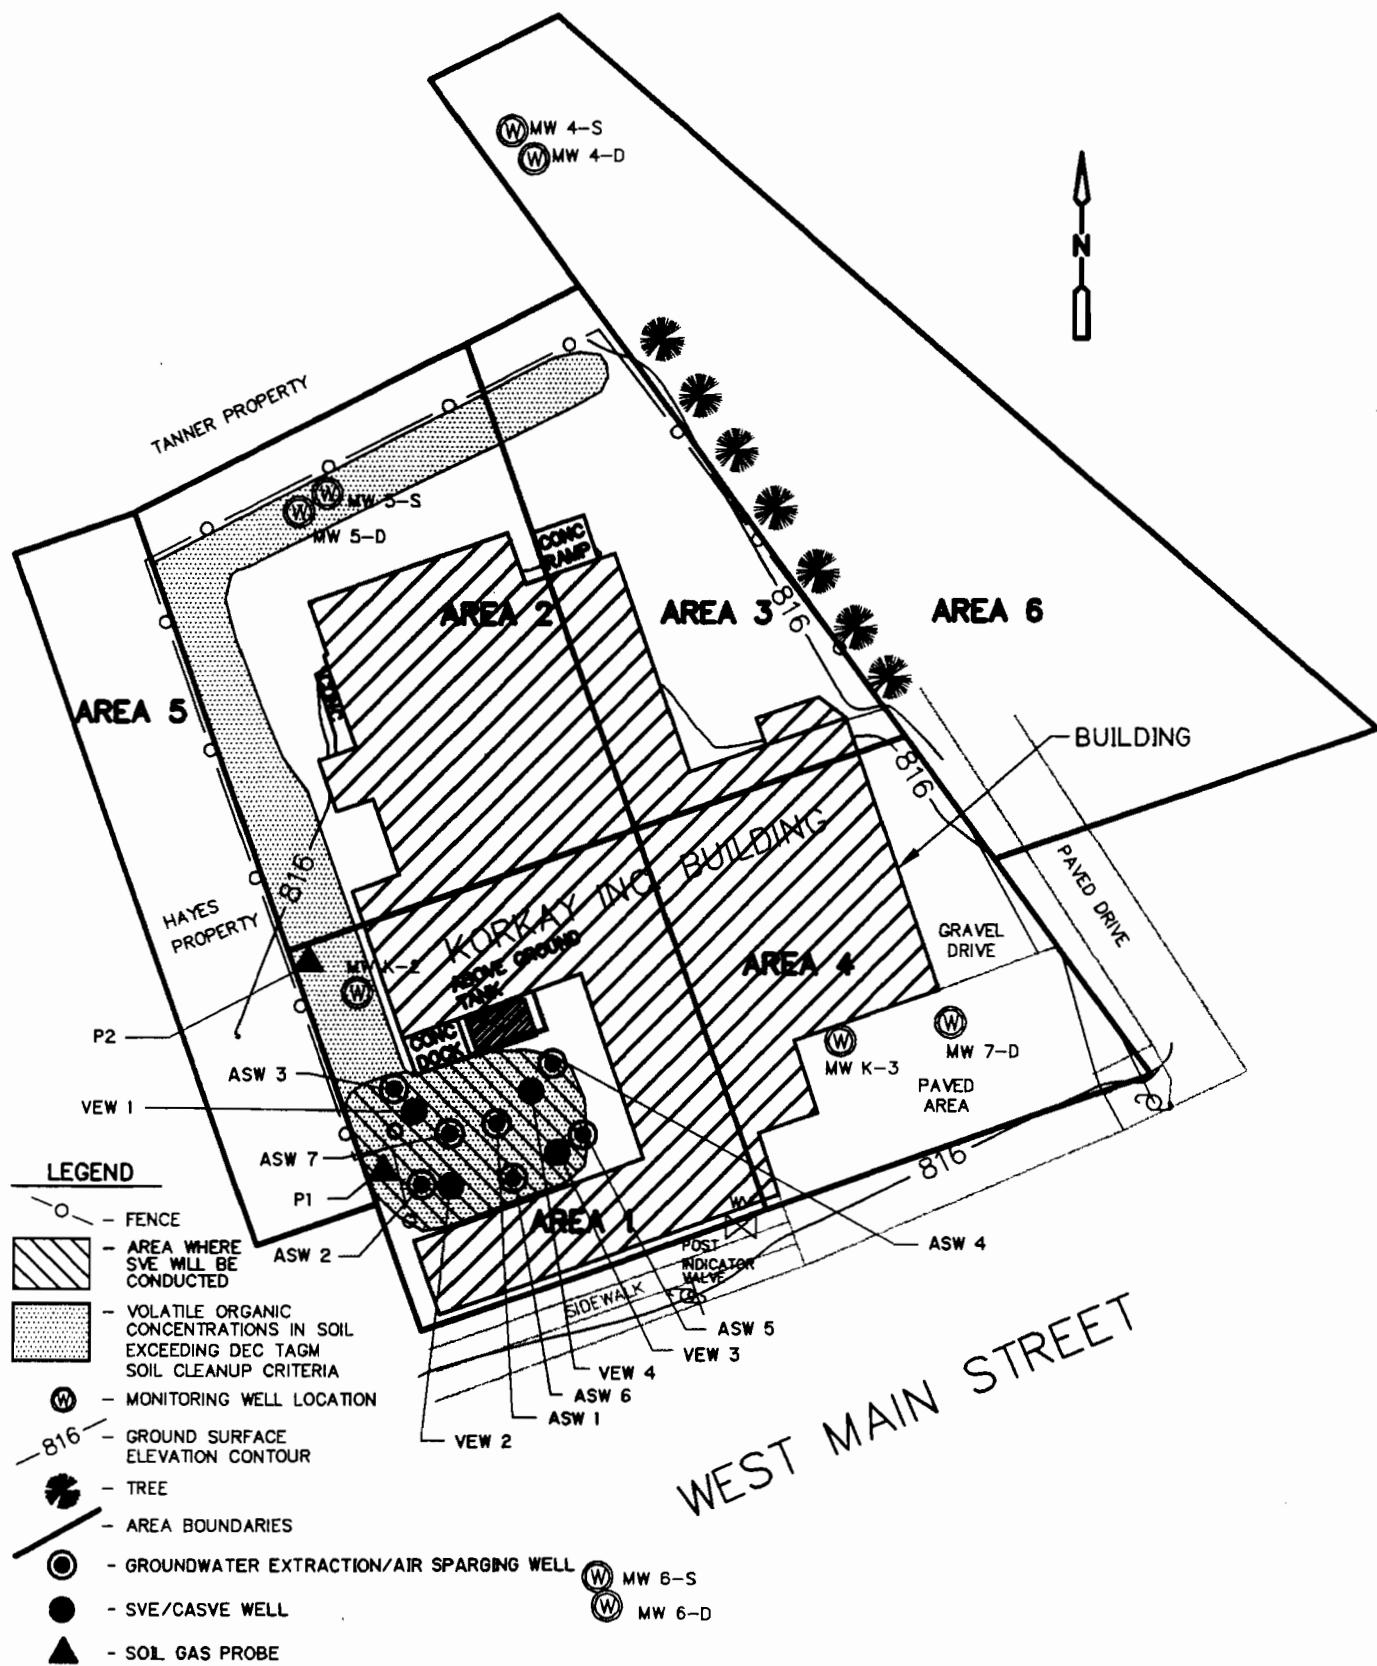 MW 4-S
MW 4-D
N
TANNER PROPERTY
MW 5-S
MW 5-D
CONC
RAMP
AREA 2
AREA 3
AREA 6
816
CONC
AREA 5
BUILDING
816
816
KORKAY INC. BUILDING
PAVED DRIVE
HAYES
PROPERTY
GRAVEL
DRIVE
MW K-2
ABOVE GROUND
TANK
AREA 4
P2
CONC
DOCK
MW K-3
MW 7-D
ASW 3
PAVED
AREA
VEW 1
ASW 7
816
P1
AREA 1
WV
ASW 2
POST
INDICATOR
VALVE
ASW 4
SIDEWALK
ASW 5
VEW 3
VEW 4
ASW 6
ASW 1
VEW 2
WEST MAIN STREET
LEGEND
- FENCE
- AREA WHERE
SVE WILL BE
CONDUCTED
- VOLATILE ORGANIC
CONCENTRATIONS IN SOIL
EXCEEDING DEC TAGM
SOIL CLEANUP CRITERIA
W - MONITORING WELL LOCATION
816 - GROUND SURFACE
ELEVATION CONTOUR
- TREE
- AREA BOUNDARIES
- GROUNDWATER EXTRACTION/AIR SPARGING WELL
- SVE/CASVE WELL
- SOIL GAS PROBE
MW 6-S
MW 6-D